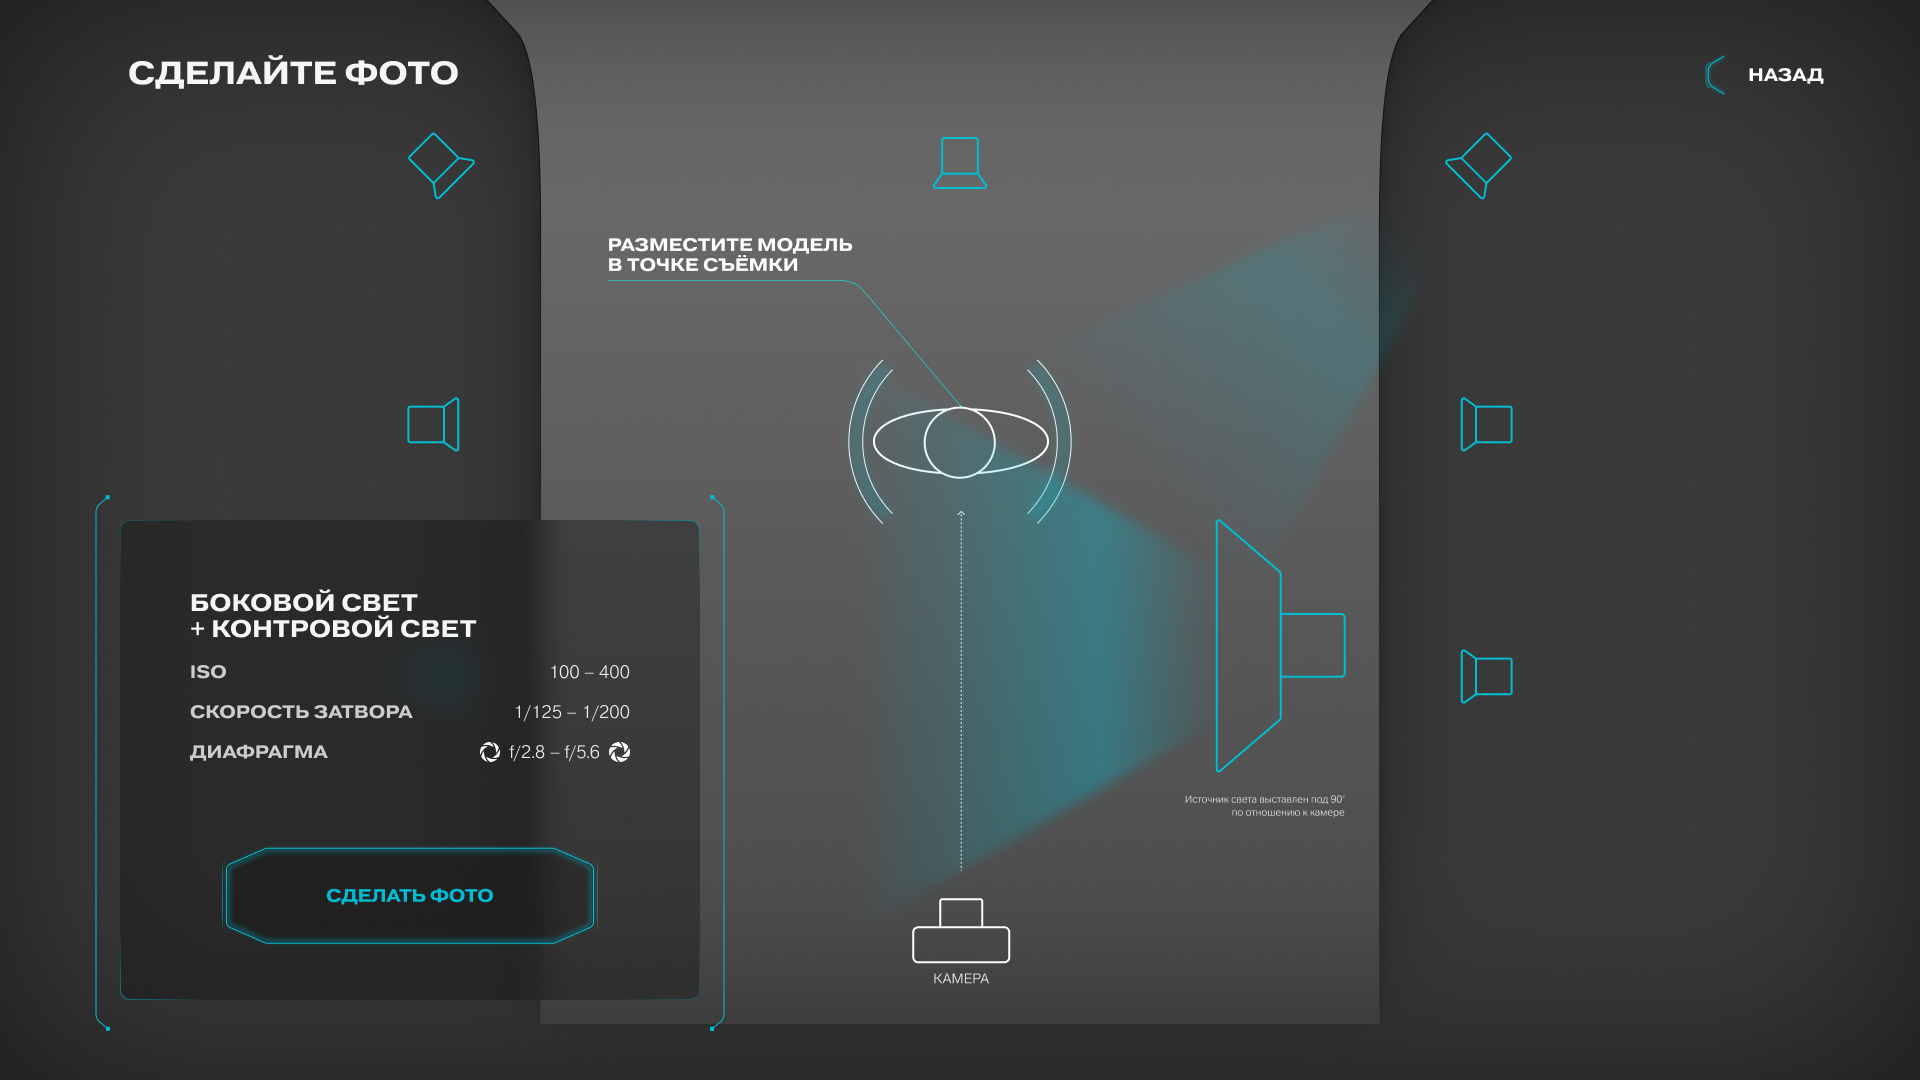 СДЕЛАЙТЕ ФОТО
НАЗАД
РАЗМЕСТИТЕ МОДЕЛЬ
В ТОЧКЕ СЪЁМКИ
БОКОВОЙ СВЕТ
+ КОНТРОВОЙ СВЕТ
ISO 100 – 400
СКОРОСТЬ ЗАТВОРА 1/125 – 1/200
ДИАФРАГМА f/2.8 – f/5.6
СДЕЛАТЬ ФОТО
Источник света выставлен под 90°
по отношению к камере
КАМЕРА